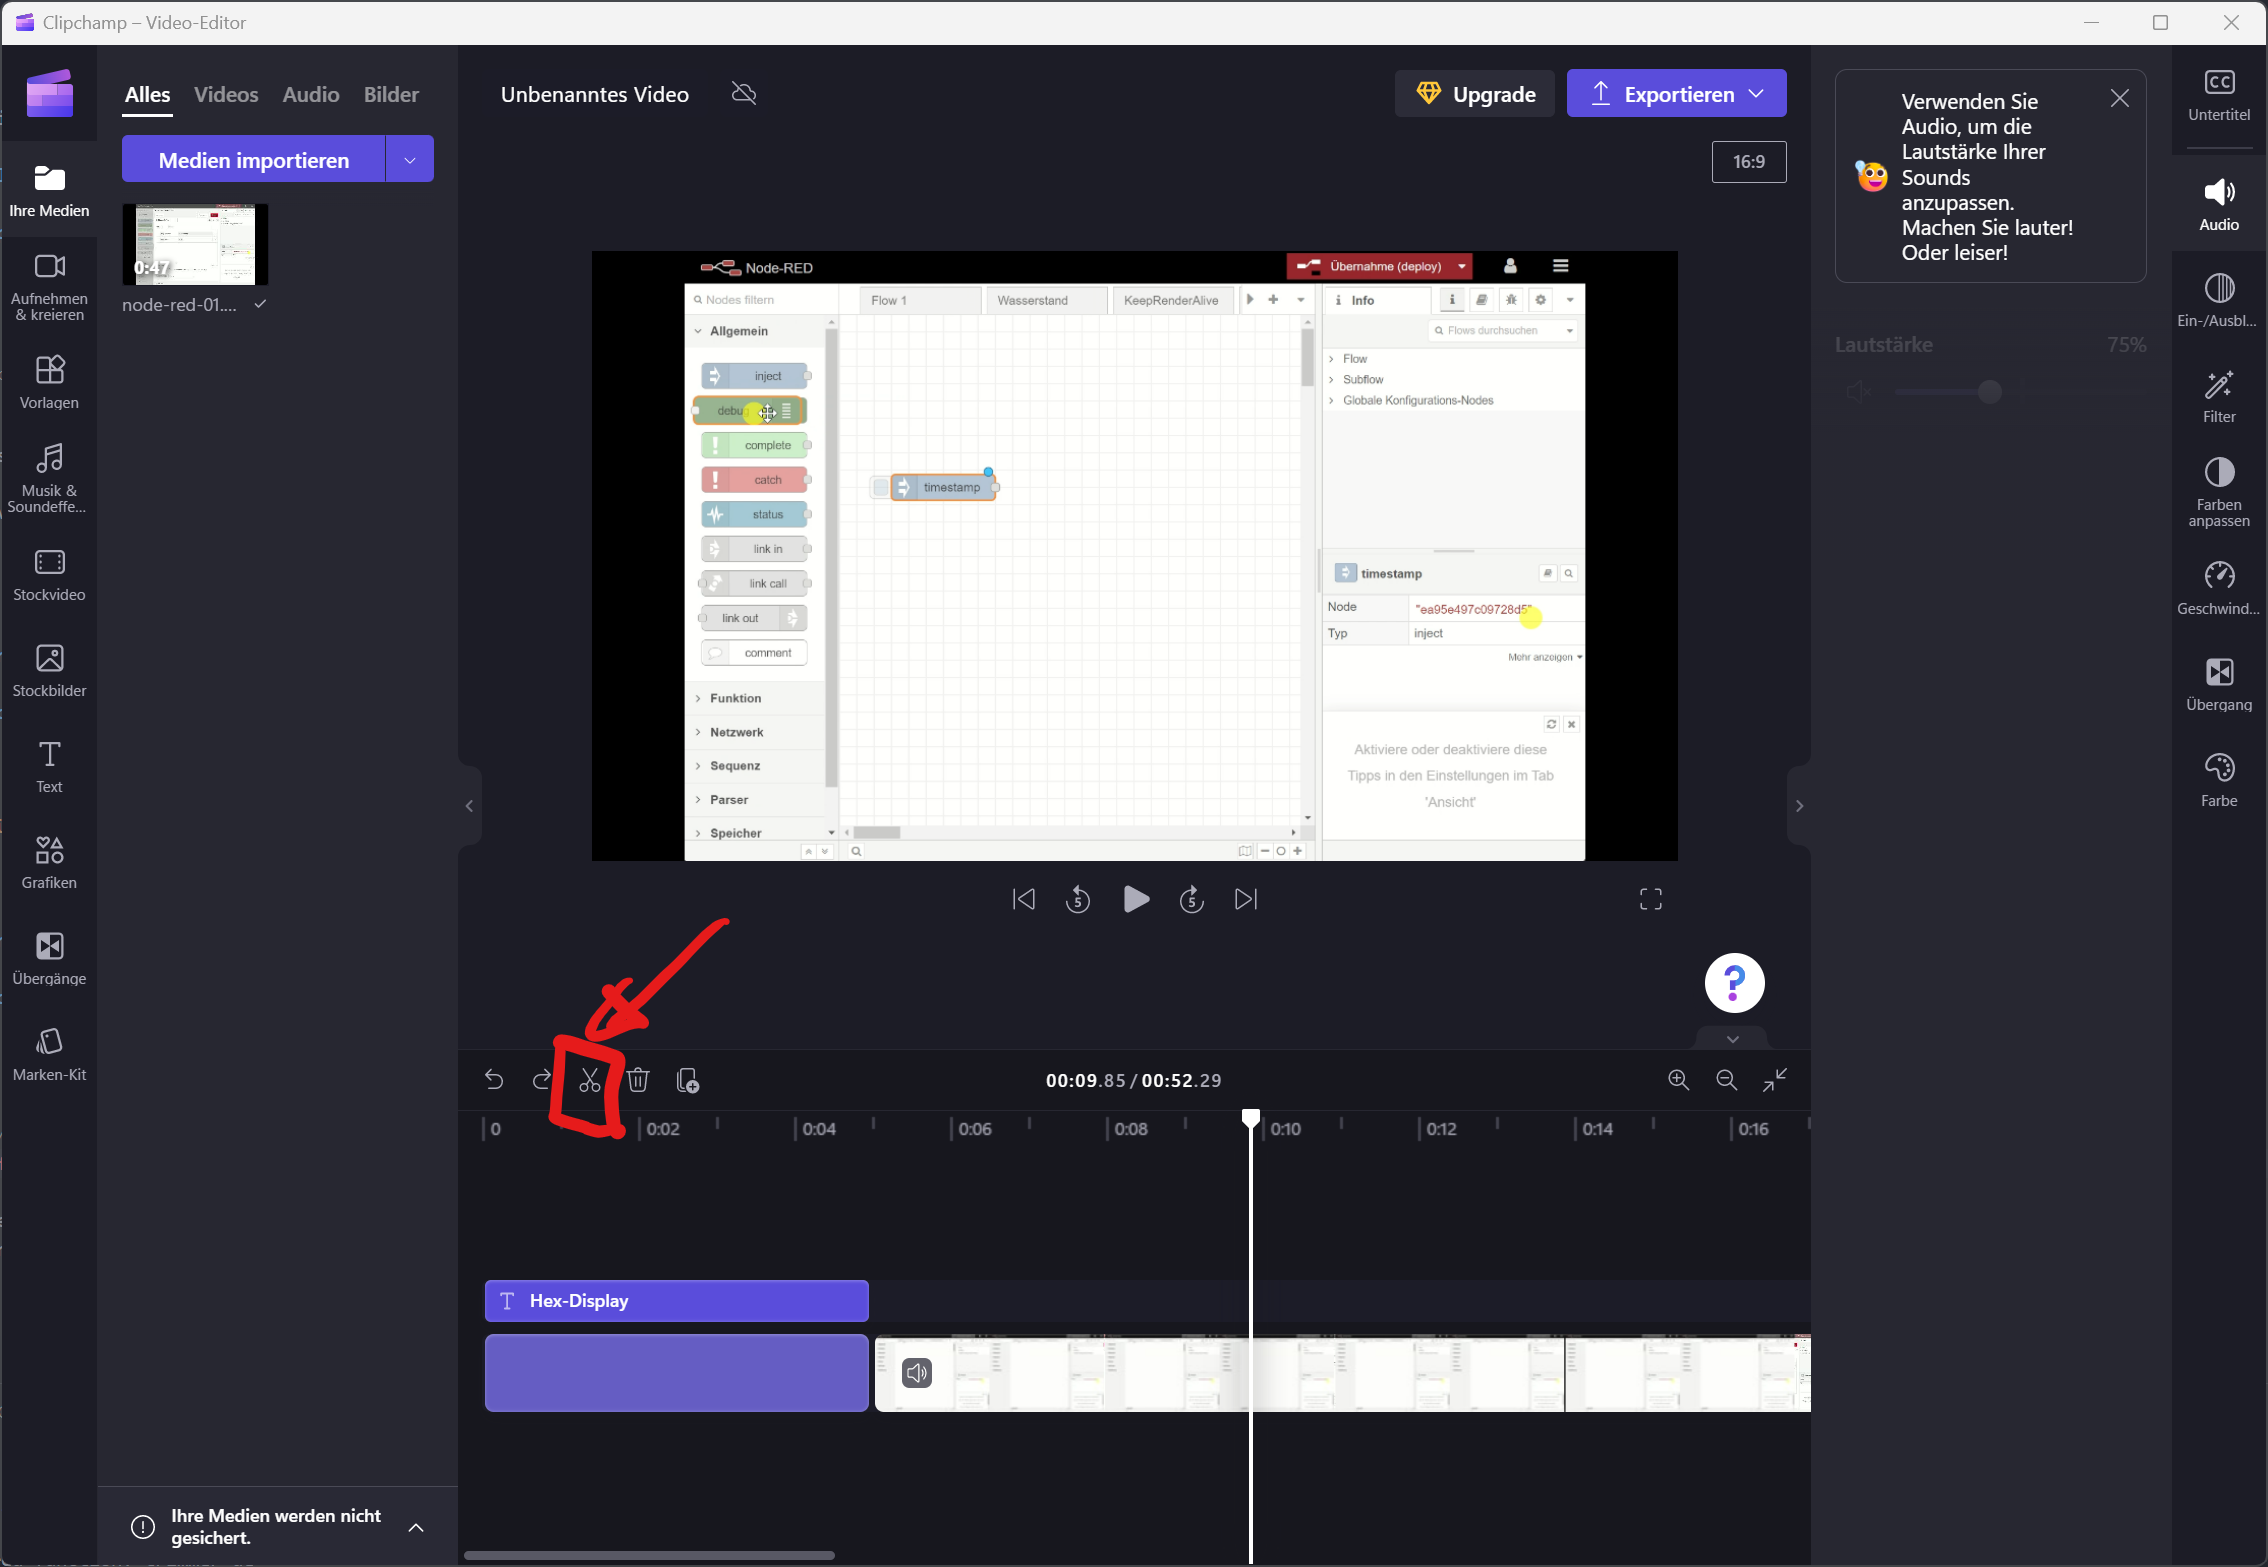 Clipchamp – Video-Editor
Alles Videos Audio Bilder
Medien importieren
0:47
node-red-01....
Ihre Medien
Aufnehmen
& kreieren
Vorlagen
Musik &
Soundeffe...
Stockvideo
Stockbilder
Text
Grafiken
Übergänge
Marken-Kit
Ihre Medien werden nicht
gesichert.
Unbenanntes Video
Upgrade
Exportieren
16:9
Node-RED
Übernahme (deploy)
Nodes filtern
Flow 1
Wasserstand
KeepRenderAlive
Info
Allgemein
Flows durchsuchen
inject
debug
complete
catch
status
link in
link call
link out
comment
Funktion
Netzwerk
Sequenz
Parser
Speicher
timestamp
Flow
Subflow
Globale Konfigurations-Nodes
timestamp
Node "ea95e497c09728d5"
Typ inject
Mehr anzeigen
Aktiviere oder deaktiviere diese
Tipps in den Einstellungen im Tab
'Ansicht'
5
5
?
00:09.85/00:52.29
0 0:02 0:04 0:06 0:08 0:10 0:12 0:14 0:16
T Hex-Display
Verwenden Sie
Audio, um die
Lautstärke Ihrer
Sounds
anzupassen.
Machen Sie lauter!
Oder leiser!
Lautstärke 75%
CC
Untertitel
Audio
Ein-/Ausbl...
Filter
Farben
anpassen
Geschwind...
Übergang
Farbe